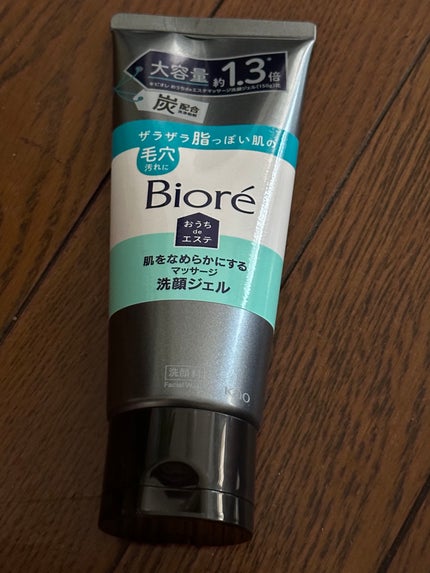 大容量 約1.3倍
炭配合
ザラザラ脂っぽい肌の
毛穴
汚れに
Bioré
おうち
de
エステ
肌をなめらかにする
マッサージ
洗顔ジェル
洗顔料
Facial
Kao